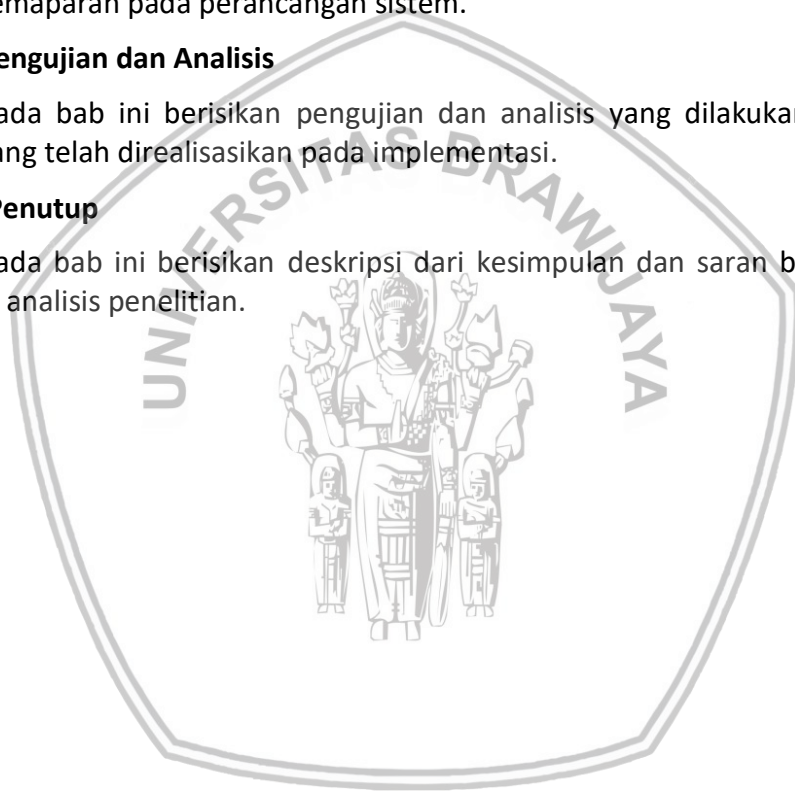 emaparan pada perancangan sistem.
engujian dan Analisis
ada bab ini berisikan pengujian dan analisis yang dilakukan
ang telah direalisasikan pada implementasi.
Penutup
ada bab ini berisikan deskripsi dari kesimpulan dan saran b
analisis penelitian.
UNIVERSITAS BRAWIJAYA